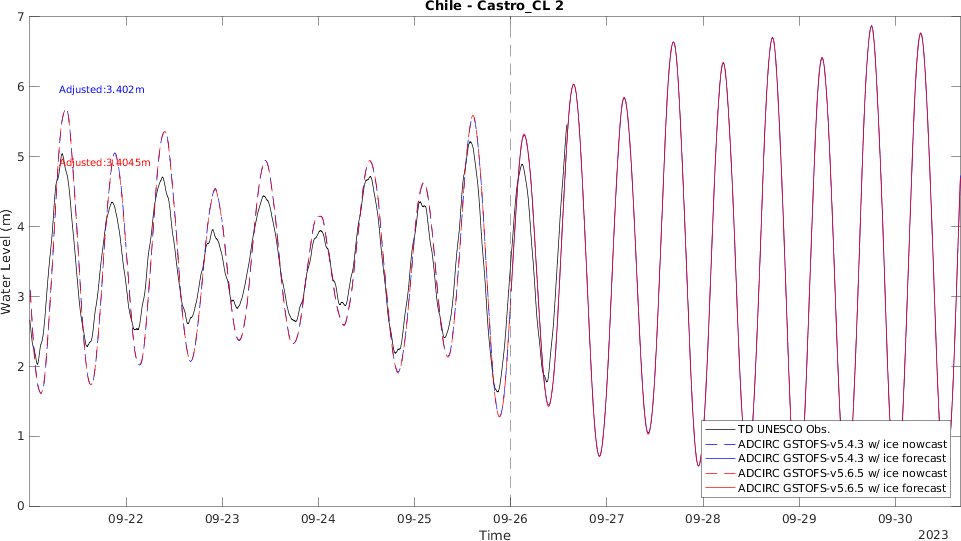 Chile - Castro_CL 2
7
6
5
4
3
2
1
0
Water Level (m)
Adjusted:3.402m
Adjusted:3.4045m
TD UNESCO Obs.
ADCIRC GSTOFS-v5.4.3 w/ ice nowcast
ADCIRC GSTOFS-v5.4.3 w/ ice forecast
ADCIRC GSTOFS-v5.6.5 w/ ice nowcast
ADCIRC GSTOFS-v5.6.5 w/ ice forecast
09-22 09-23 09-24 09-25 09-26 09-27 09-28 09-29 09-30
Time
2023